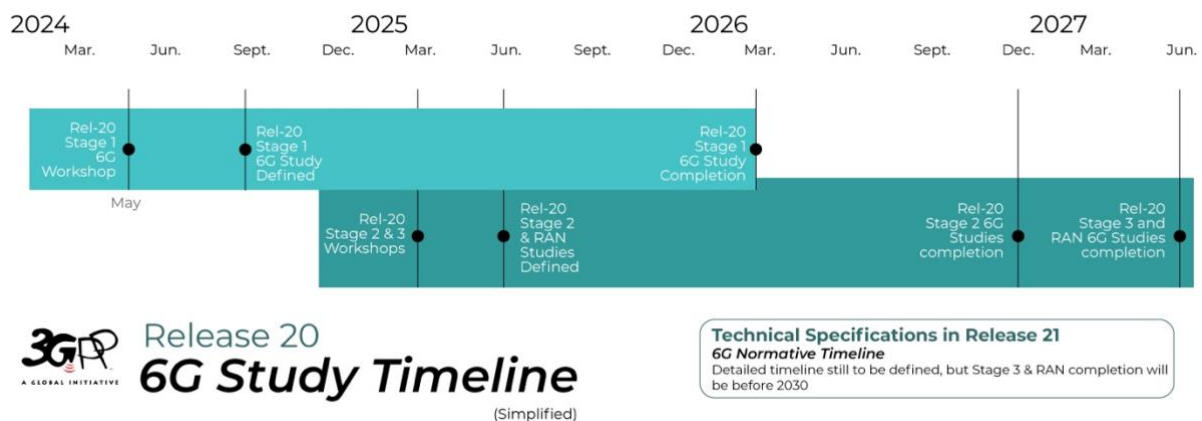 2024 2025 2026 2027
Mar. Jun. Sept. Dec. Mar. Jun. Sept. Dec. Mar. Jun. Sept. Dec. Mar. Jun.
Rel-20
Stage 1
6G
Workshop
May
Rel-20
Stage 1
6G Study
Defined
Rel-20
Stage 1
6G Study
Completion
Rel-20
Stage 2 & 3
Workshops
Rel-20
Stage 2
& RAN
Studies
Defined
Rel-20
Stage 2 6G
Studies
completion
Rel-20
Stage 3 and
RAN 6G Studies
completion
3GPP
A GLOBAL INITIATIVE
Release 20
6G Study Timeline
(Simplified)
Technical Specifications in Release 21
6G Normative Timeline
Detailed timeline still to be defined, but Stage 3 & RAN completion will
be before 2030